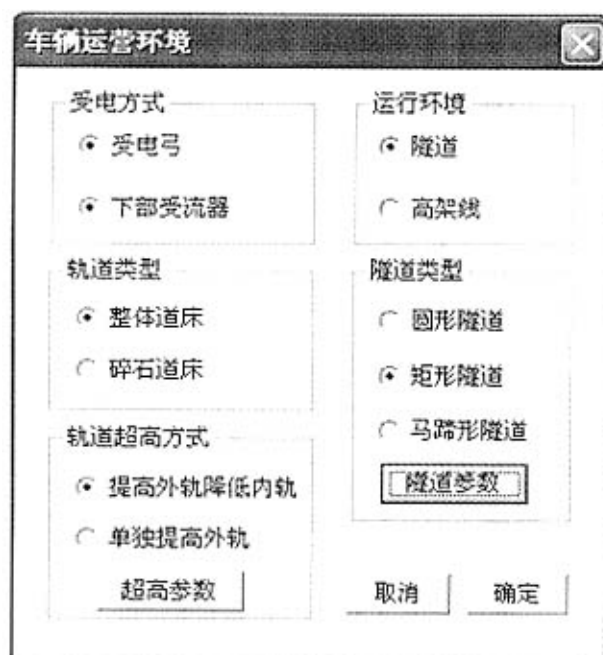 车辆运营环境
受电方式
受电弓
下部受流器
运行环境
隧道
高架线
轨道类型
整体道床
碎石道床
隧道类型
圆形隧道
矩形隧道
马蹄形隧道
隧道参数
轨道超高方式
提高外轨降低内轨
单独提高外轨
超高参数
取消
确定